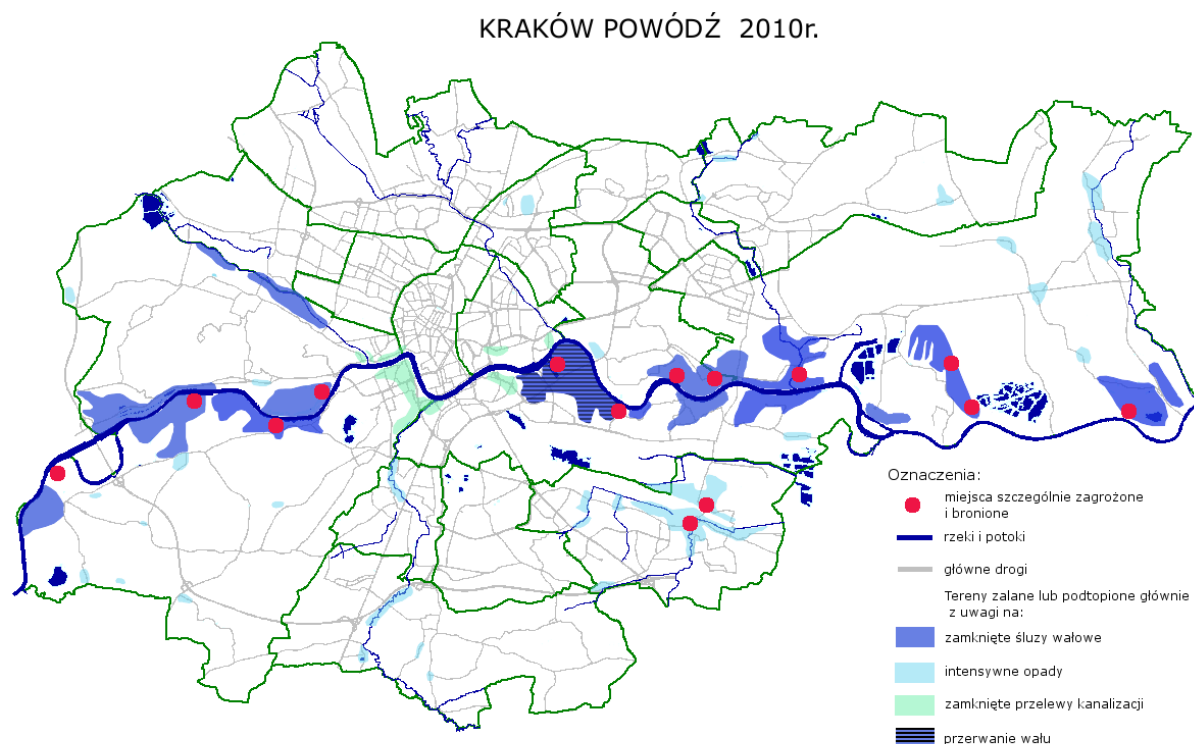 KRAKÓW POWÓDŹ 2010r.
Oznaczenia:
miejsca szczególnie zagrożone
i bronione
rzeki i potoki
główne drogi
Tereny zalane lub podtopione głównie
z uwagi na:
zamknięte śluzy wałowe
intensywne opady
zamknięte przelewy kanalizacji
przerwanie wału